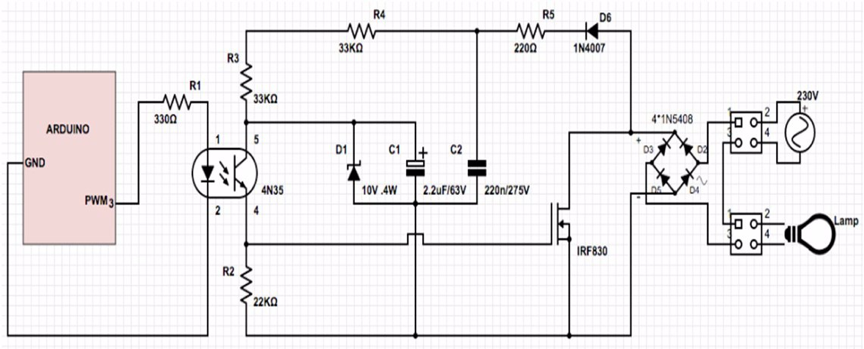 R4
33KΩ
R5
220Ω
D6
1N4007
R3
33KΩ
R1
330Ω
ARDUINO
GND
PWM 3
1
5
2
4
4N35
D1
10V .4W
C1
+
2.2uF/63V
C2
220n/275V
R2
22KΩ
IRF830
4*1N5408
+
-
D3
D2
D5
D4
230V
+
1
2
3
4
1
2
3
4
Lamp